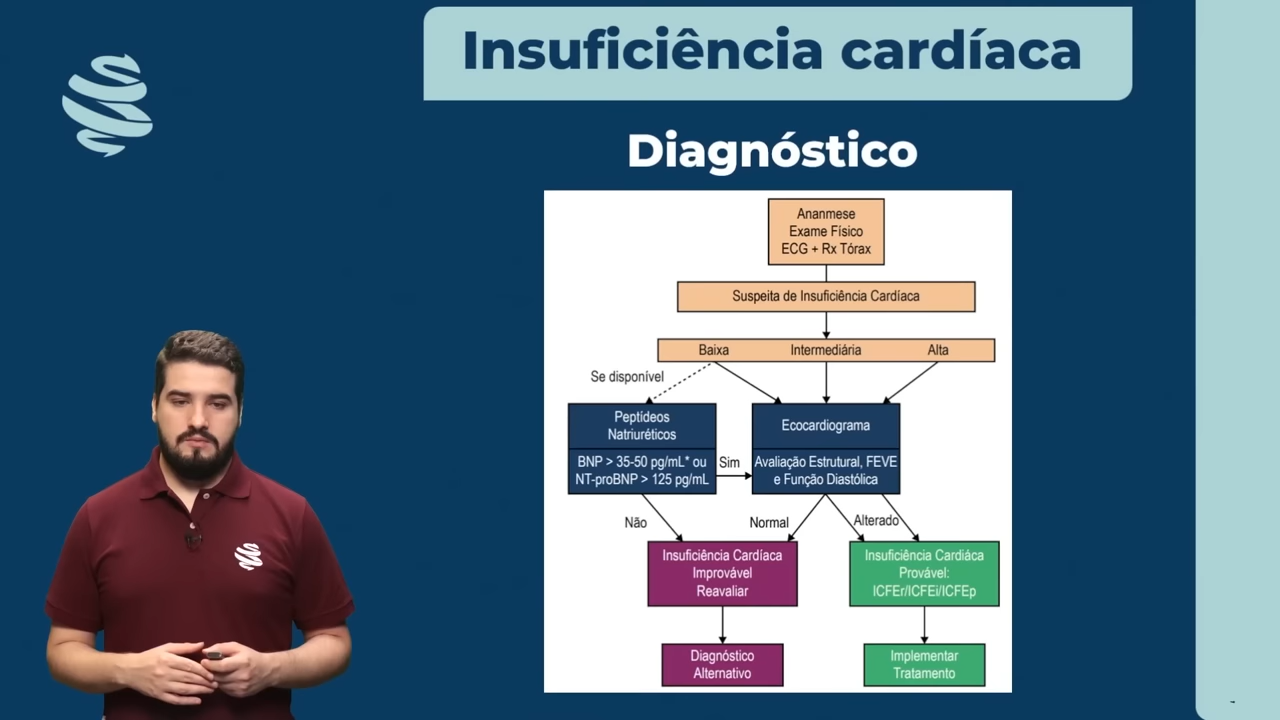 Insuficiência cardíaca
Diagnóstico
Ananmese
Exame Físico
ECG + Rx Tórax
Suspeita de Insuficiência Cardíaca
Baixa
Intermediária
Alta
Se disponível
Peptídeos
Natriuréticos
BNP > 35-50 pg/mL* ou
NT-proBNP > 125 pg/mL
Sim
Ecocardiograma
Avaliação Estrutural, FEVE
e Função Diastólica
Não
Normal
Alterado
Insuficiência Cardíaca
Improvável
Reavaliar
Insuficiência Cardiáca
Provável:
ICFEr/ICFEi/ICFEp
Diagnóstico
Alternativo
Implementar
Tratamento